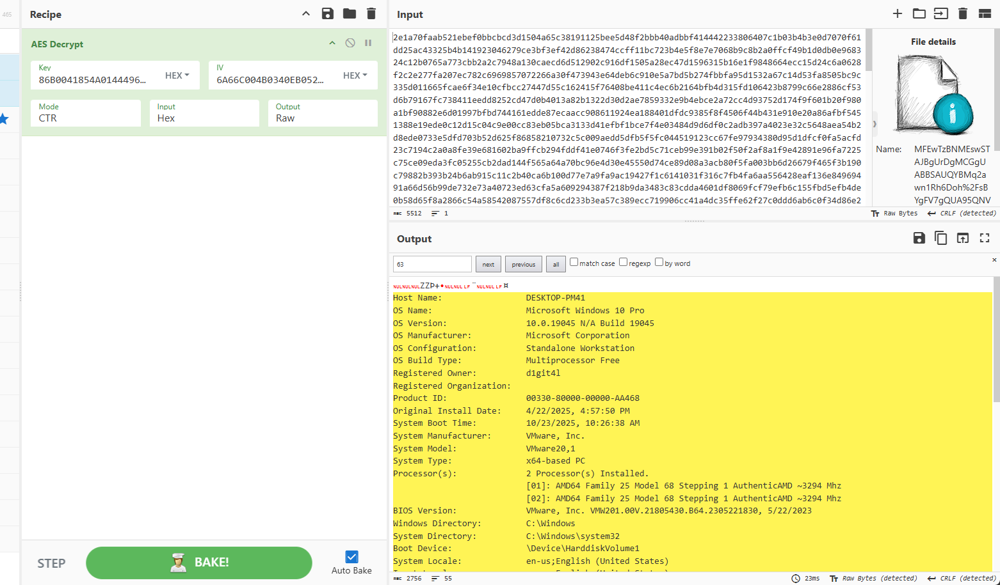 465
Recipe
AES Decrypt
Key
86B0041854A0144496...
HEX
IV
6A66C004B0340EB052...
HEX
Mode
CTR
Input
Hex
Output
Raw
STEP
BAKE!
Auto Bake
Input
2e1a70faab521ebef0bbcbcd3d1504a65c38191125bee5d48f2bbb40adbbf414442233806407c1b03b4b3e0d7070f61
dd25ac43325b4b141923046279ce3bf3ef42d86238474ccff11bc723b4e5f8e7e7068b9c8b2a0ffcf49b1d0db0e9683
24c12b0765a773cbb2a2c7948a130caecd6d512902c916df1505a28ec47d1596315b16e1f9848664ecc15d24c6a0628
f2c2e277fa207ec782c6969857072266a30f473943e64deb6c910e5a7bd5b274fbbfa95d1532a67c14d53fa8505bc9c
335d011665fcae6f34e10cfbcc27447d55c162415f76408be411c4ec6b2164bfb4d315fd106423b8799c66e2886cf53
d6b79167fc738411eedd8252cd47d0b4013a82b1322d30d2ae7859332e9b4ebce2a72cc4d93752d174f9f601b20f980
a1bf90882e6d01997bfbd744161edde87ecaacc908611924ea188401dfdc9385f8f4506f44b431e910e20a86afbf545
1388e19ede0c12d15c04c9e00cc83eb05bca3133d41efbf1bce7f4e03484d9d6df0c2adb397a4023e32c5648aea54b2
d8ede0733e5dfd703b52d625f86858210732c5c009aedd5dfb5f5fc044519123cc67fe97934380d95d1dfcf0fa5acfd
23c7194c2a0a8fe39e681602ba9ffcb294fddf41e0746f3fe2bd5c71ceb99e391b02f50f2af8a1f9e42891e96fa7225
c75ce09eda3fc05255cb2dad144f565a64a70bc96e4d30e45550d74ce89d08a3acb80f5fa003bb6d26679f465f3b190
c79882b393b24b6ab915c11c2b40ca6b100d77e7a9fa9ac19427f1c6141031f316c7fb4fa6aa556428eaf136e849694
91a66d56b99de732e73a40723ed63cfa5a609294387f218b9da3483c83cdda4601df8069fcf79efb6c155fbd5efb4de
0b58d65f8a2866c54a58542087557df8c6cd233b3ea57c389ecc719906cc41a4dc35ffe62f27c0ddd6ab6c0f34d86e2
File details
Name: MFEwTzBNMEswST
AJBgUrDgMCGgU
ABBSAUQYBMq2a
wn1Rh6Doh%2FsB
YgFV7gQUA95QNV
ABC 5512 1
Tт Raw Bytes CRLF (detected)
Output
63
next
previous
all
match case
regexp
by word
×
NULNULNULZZÞ+•NULNULLF¨NULNULLF¤
Host Name: DESKTOP-PM41
OS Name: Microsoft Windows 10 Pro
OS Version: 10.0.19045 N/A Build 19045
OS Manufacturer: Microsoft Corporation
OS Configuration: Standalone Workstation
OS Build Type: Multiprocessor Free
Registered Owner: d1git4l
Registered Organization:
Product ID: 00330-80000-00000-AA468
Original Install Date: 4/22/2025, 4:57:50 PM
System Boot Time: 10/23/2025, 10:26:38 AM
System Manufacturer: VMware, Inc.
System Model: VMware20,1
System Type: x64-based PC
Processor(s): 2 Processor(s) Installed.
[01]: AMD64 Family 25 Model 68 Stepping 1 AuthenticAMD ~3294 Mhz
[02]: AMD64 Family 25 Model 68 Stepping 1 AuthenticAMD ~3294 Mhz
BIOS Version: VMware, Inc. VMW201.00V.21805430.B64.2305221830, 5/22/2023
Windows Directory: C:\Windows
System Directory: C:\Windows\system32
Boot Device: \Device\HarddiskVolume1
System Locale: en-us;English (United States)
ABC 2756 55
23ms Tт Raw Bytes (detected) CRLF (detected)